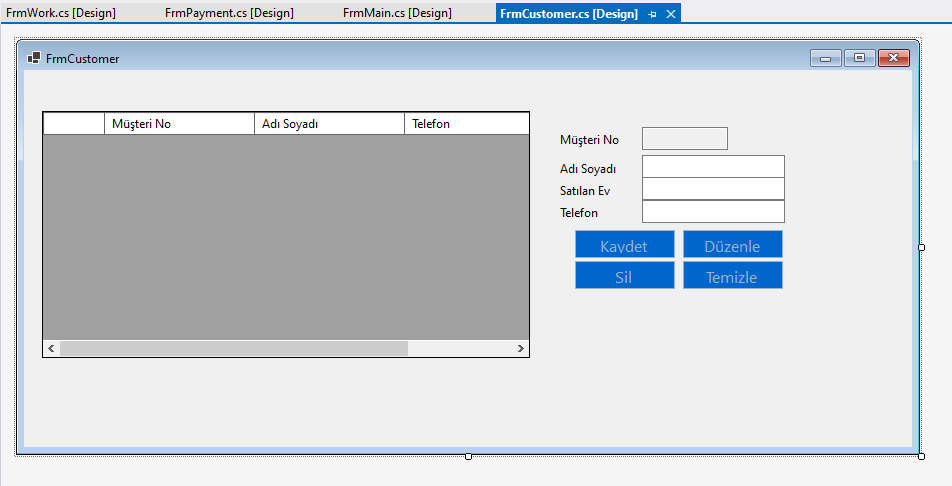 FrmWork.cs [Design] FrmPayment.cs [Design] FrmMain.cs [Design] FrmCustomer.cs [Design]
FrmCustomer
Müşteri No Adı Soyadı Telefon
Müşteri No
Adı Soyadı
Satılan Ev
Telefon
Kaydet Düzenle
Sil Temizle